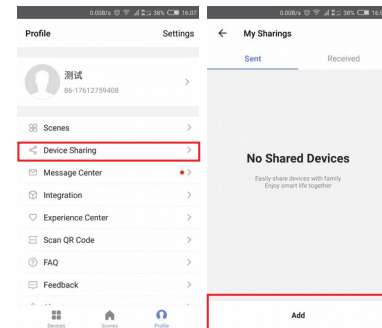 0.00B/s 38% 16:07
Profile
Settings
测试
86-17612759408
Scenes
Device Sharing
Message Center
Integration
Experience Center
Scan QR Code
FAQ
Feedback
Devices
Scenes
Profile
0.00B/s 38% 16:0
My Sharings
Sent
Received
No Shared Devices
Easily share devices with family
Enjoy smart life together
Add